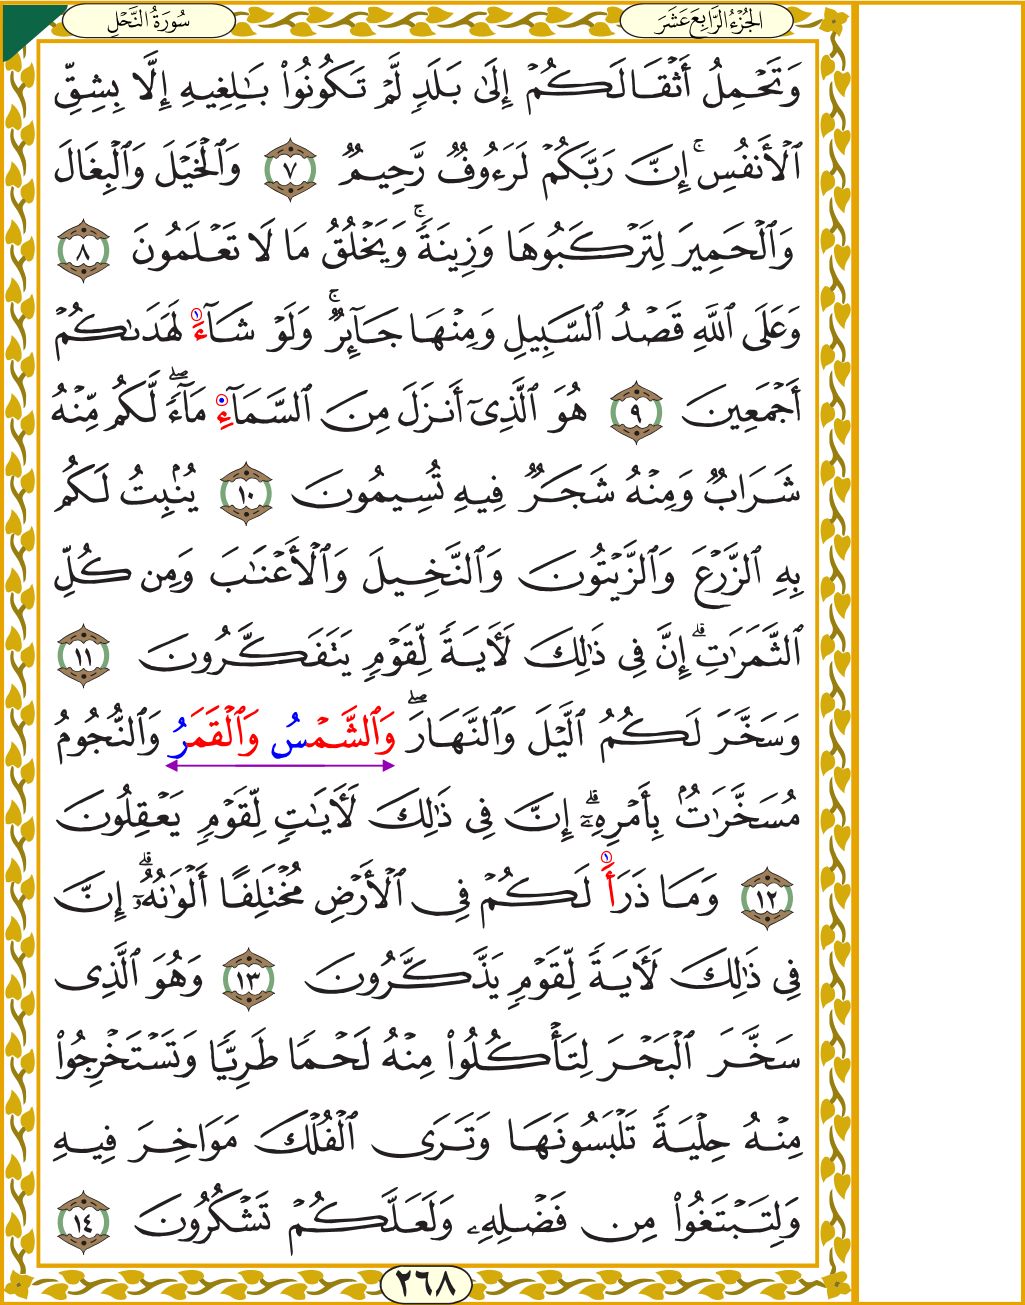 الجُزْءُ الرَّابِعَ عَشَرَ
سُورَةُ النَّحْلِ
وَتَحۡمِلُ أَثۡقَالَكُمۡ إِلَىٰ بَلَدٖ لَّمۡ تَكُونُواْ بَٰلِغِيهِ إِلَّا بِشِقِّ
ٱلۡأَنفُسِۚ إِنَّ رَبَّكُمۡ لَرَءُوفٞ رَّحِيمٞ ٧ وَٱلۡخَيۡلَ وَٱلۡبِغَالَ
وَٱلۡحَمِيرَ لِتَرۡكَبُوهَا وَزِينَةٗۚ وَيَخۡلُقُ مَا لَا تَعۡلَمُونَ ٨
وَعَلَى ٱللَّهِ قَصۡدُ ٱلسَّبِيلِ وَمِنۡهَا جَآئِرٞۚ وَلَوۡ شَآءَ١ لَهَدَىٰكُمۡ
أَجۡمَعِينَ ٩ هُوَ ٱلَّذِيٓ أَنزَلَ مِنَ ٱلسَّمَآءِ مَآءٗۖ لَّكُم مِّنۡهُ
شَرَابٞ وَمِنۡهُ شَجَرٞ فِيهِ تُسِيمُونَ ١٠ يُنۢبِتُ لَكُم
بِهِ ٱلزَّرۡعَ وَٱلزَّيۡتُونَ وَٱلنَّخِيلَ وَٱلۡأَعۡنَٰبَ وَمِن كُلِّ
ٱلثَّمَرَٰتِۚ إِنَّ فِي ذَٰلِكَ لَأٓيَةٗ لِّقَوۡمٖ يَتَفَكَّرُونَ ١١
وَسَخَّرَ لَكُمُ ٱلَّيۡلَ وَٱلنَّهَارَۖ وَٱلشَّمۡسُ وَٱلۡقَمَرُ وَٱلنُّجُومُ
مُسَخَّرَٰتُۢ بِأَمۡرِهِۦٓۚ إِنَّ فِي ذَٰلِكَ لَأٓيَٰتٖ لِّقَوۡمٖ يَعۡقِلُونَ
١٢ وَمَا ذَرَأَ١ لَكُمۡ فِي ٱلۡأَرۡضِ مُخۡتَلِفًا أَلۡوَٰنُهُۥٓۚ إِنَّ
فِي ذَٰلِكَ لَأٓيَةٗ لِّقَوۡمٖ يَذَّكَّرُونَ ١٣ وَهُوَ ٱلَّذِي
سَخَّرَ ٱلۡبَحۡرَ لِتَأۡكُلُواْ مِنۡهُ لَحۡمٗا طَرِيّٗا وَتَسۡتَخۡرِجُواْ
مِنۡهُ حِلۡيَةٗ تَلۡبَسُونَهَا وَتَرَى ٱلۡفُلۡكَ مَوَاخِرَ فِيهِ
وَلِتَبۡتَغُواْ مِن فَضۡلِهِۦ وَلَعَلَّكُمۡ تَشۡكُرُونَ ١٤
٢٦٨